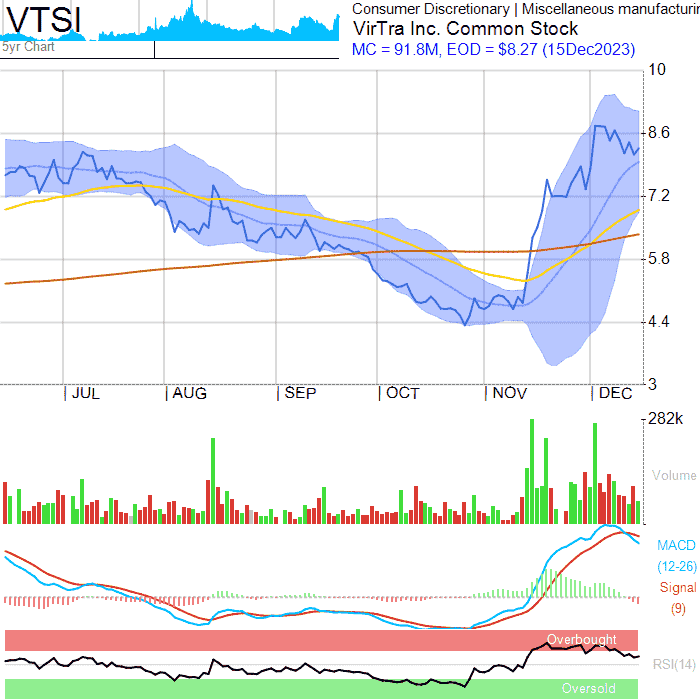 VTSI
Consumer Discretionary | Miscellaneous manufacturin
VirTra Inc. Common Stock
MC = 91.8M, EOD = $8.27 (15Dec2023)
5yr Chart
10
8.6
7.2
5.8
4.4
3
JUL AUG SEP OCT NOV DEC
282k
Volume
MACD
(12-26)
Signal
(9)
Overbought
RSI(14)
Oversold